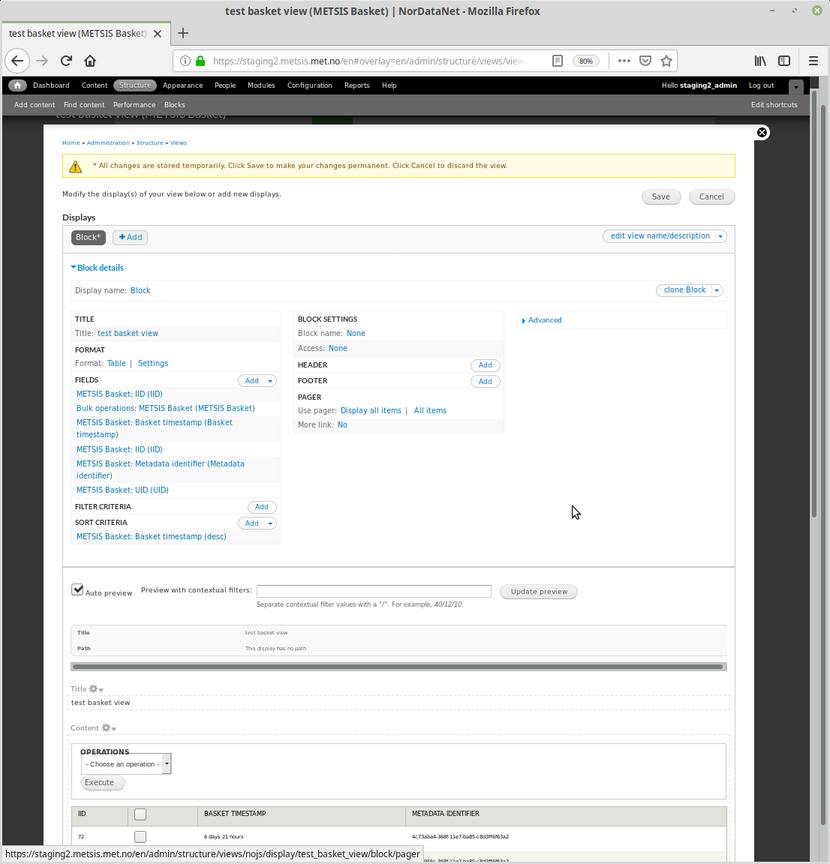 test basket view (METSIS Basket) | NorDataNet - Mozilla Firefox
test basket view (METSIS Basket)
https://staging2.metsis.met.no/en#overlay=en/admin/structure/views/view
80%
Dashboard Content Structure Appearance People Modules Configuration Reports Help Hello staging2_admin Log out
Add content Find content Performance Blocks Edit shortcuts
test basket view (METSIS Basket)
Home » Administration » Structure » Views
* All changes are stored temporarily. Click Save to make your changes permanent. Click Cancel to discard the view.
Modify the display(s) of your view below or add new displays.
Save Cancel
Displays
Block* Add edit view name/description
Block details
Display name: Block clone Block
TITLE
Title: test basket view
FORMAT
Format: Table | Settings
FIELDS Add
METSIS Basket: IID (IID)
Bulk operations: METSIS Basket (METSIS Basket)
METSIS Basket: Basket timestamp (Basket
timestamp)
METSIS Basket: IID (IID)
METSIS Basket: Metadata identifier (Metadata
identifier)
METSIS Basket: UID (UID)
FILTER CRITERIA Add
SORT CRITERIA Add
METSIS Basket: Basket timestamp (desc)
BLOCK SETTINGS
Block name: None
Access: None
HEADER Add
FOOTER Add
PAGER
Use pager: Display all items | All items
More link: No
Advanced
Auto preview Preview with contextual filters: Update preview
Separate contextual filter values with a "/". For example, 40/12/10.
Title test basket view
Path This display has no path.
Title
test basket view
Content
OPERATIONS
- Choose an operation -
Execute
IID BASKET TIMESTAMP METADATA IDENTIFIER
72 6 days 21 hours
https://staging2.metsis.met.no/en/admin/structure/views/nojs/display/test_basket_view/block/pager